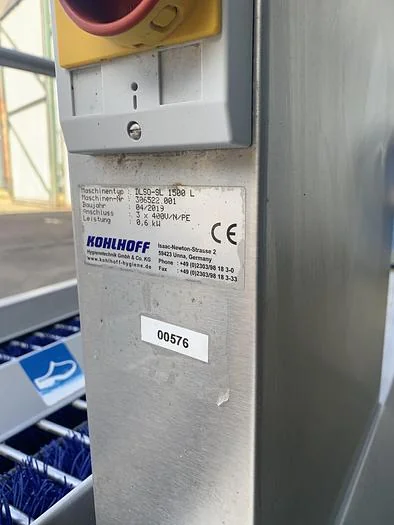 Maschinentyp : DLSO-SL 1500 L
Maschinen-Nr : 306522.001
Baujahr : 04/2019
Anschluss : 3 x 400V/N/PE
Leistung : 0,6 kW
KOHLHOFF
Hygienetechnik GmbH & Co. KG
www.kohlhoff-hygiene.de
Isaac-Newton-Strasse 2
59423 Unna, Germany
Phone : +49 (0)2303/98 18 3-0
Fax : +49 (0)2303/98 18 3-33
CE
00576